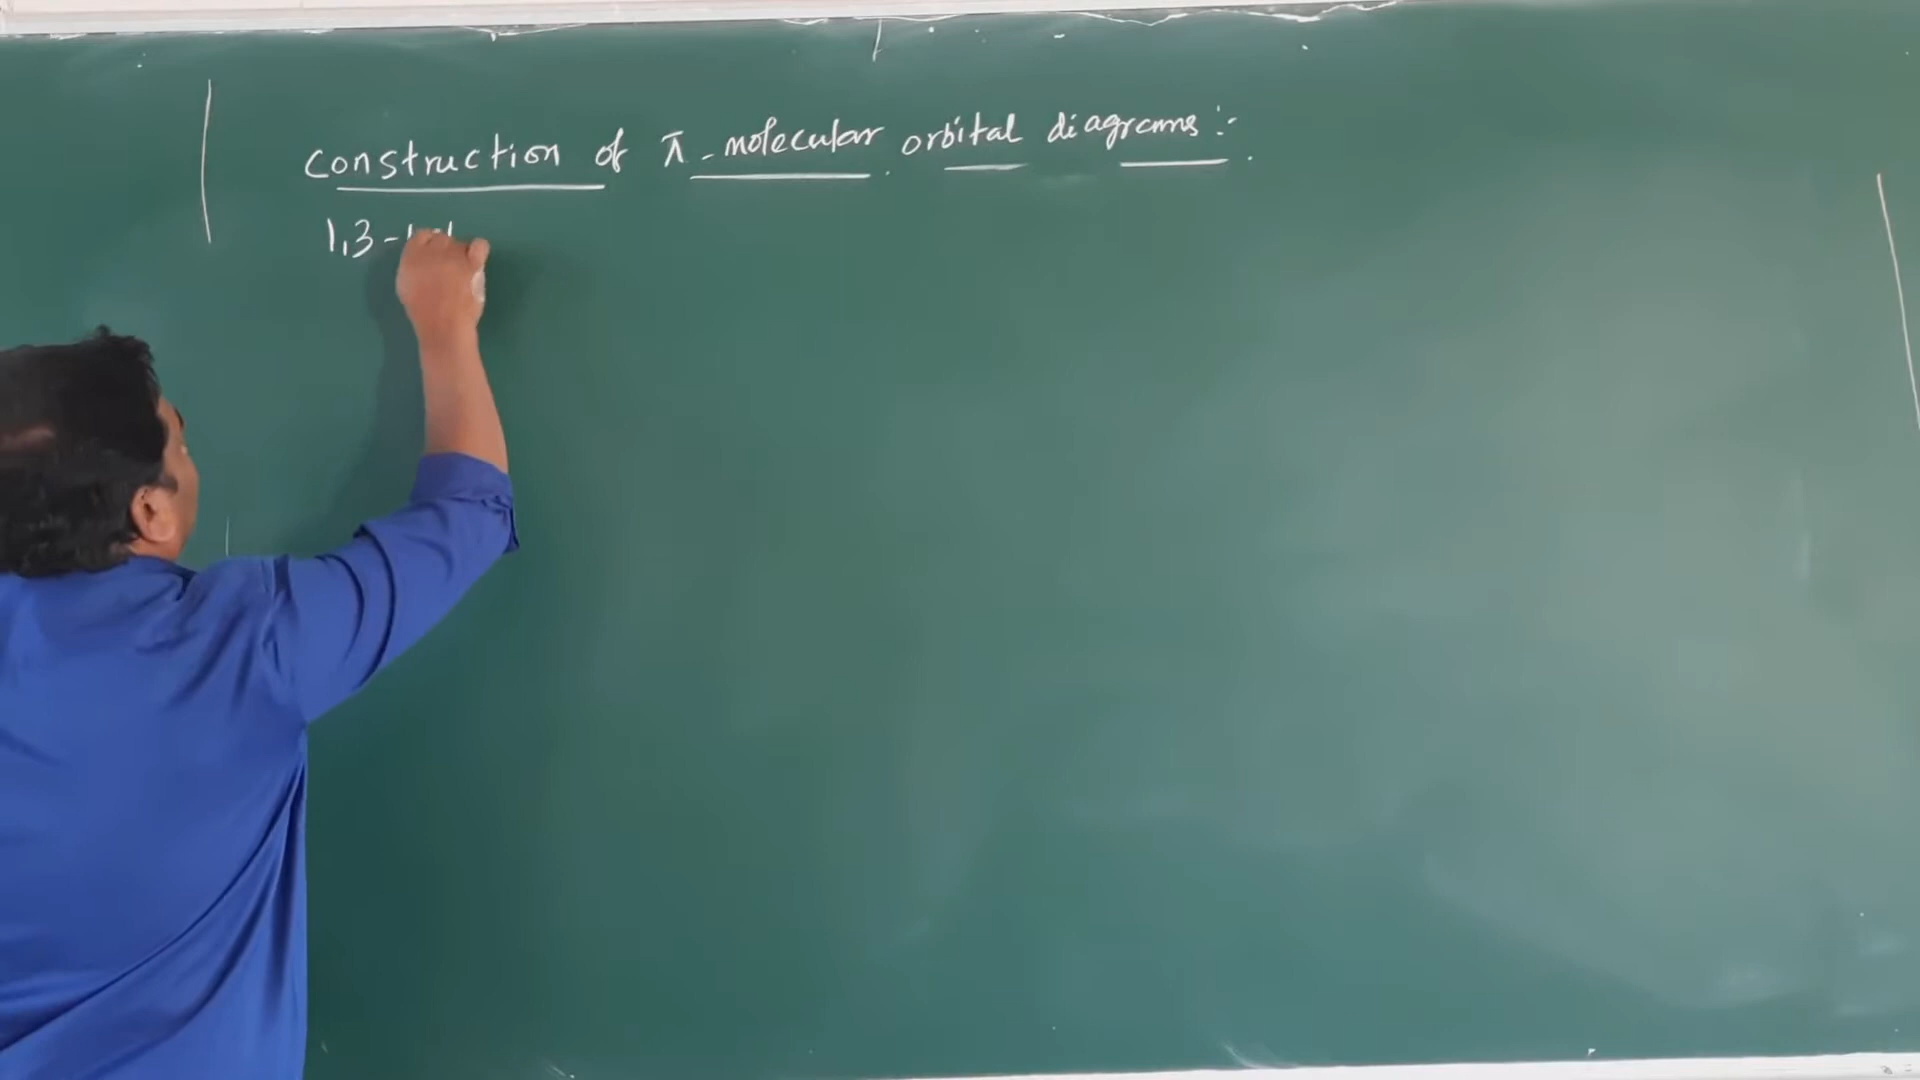 Construction of π-molecular orbital diagrams:-
1,3-